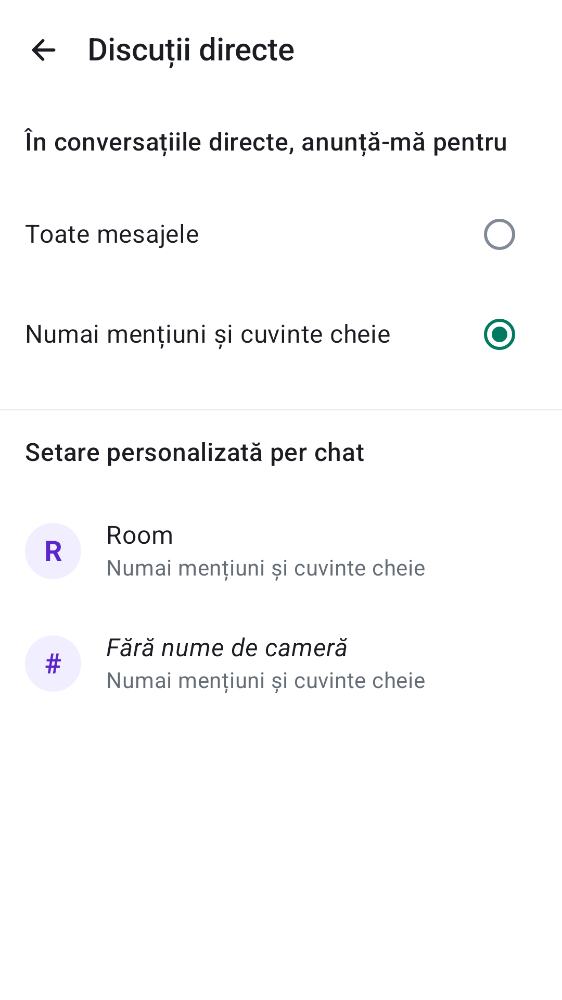 Discuții directe
În conversațiile directe, anunță-mă pentru
Toate mesajele
Numai mențiuni și cuvinte cheie
Setare personalizată per chat
R
Room
Numai mențiuni și cuvinte cheie
#
Fără nume de cameră
Numai mențiuni și cuvinte cheie